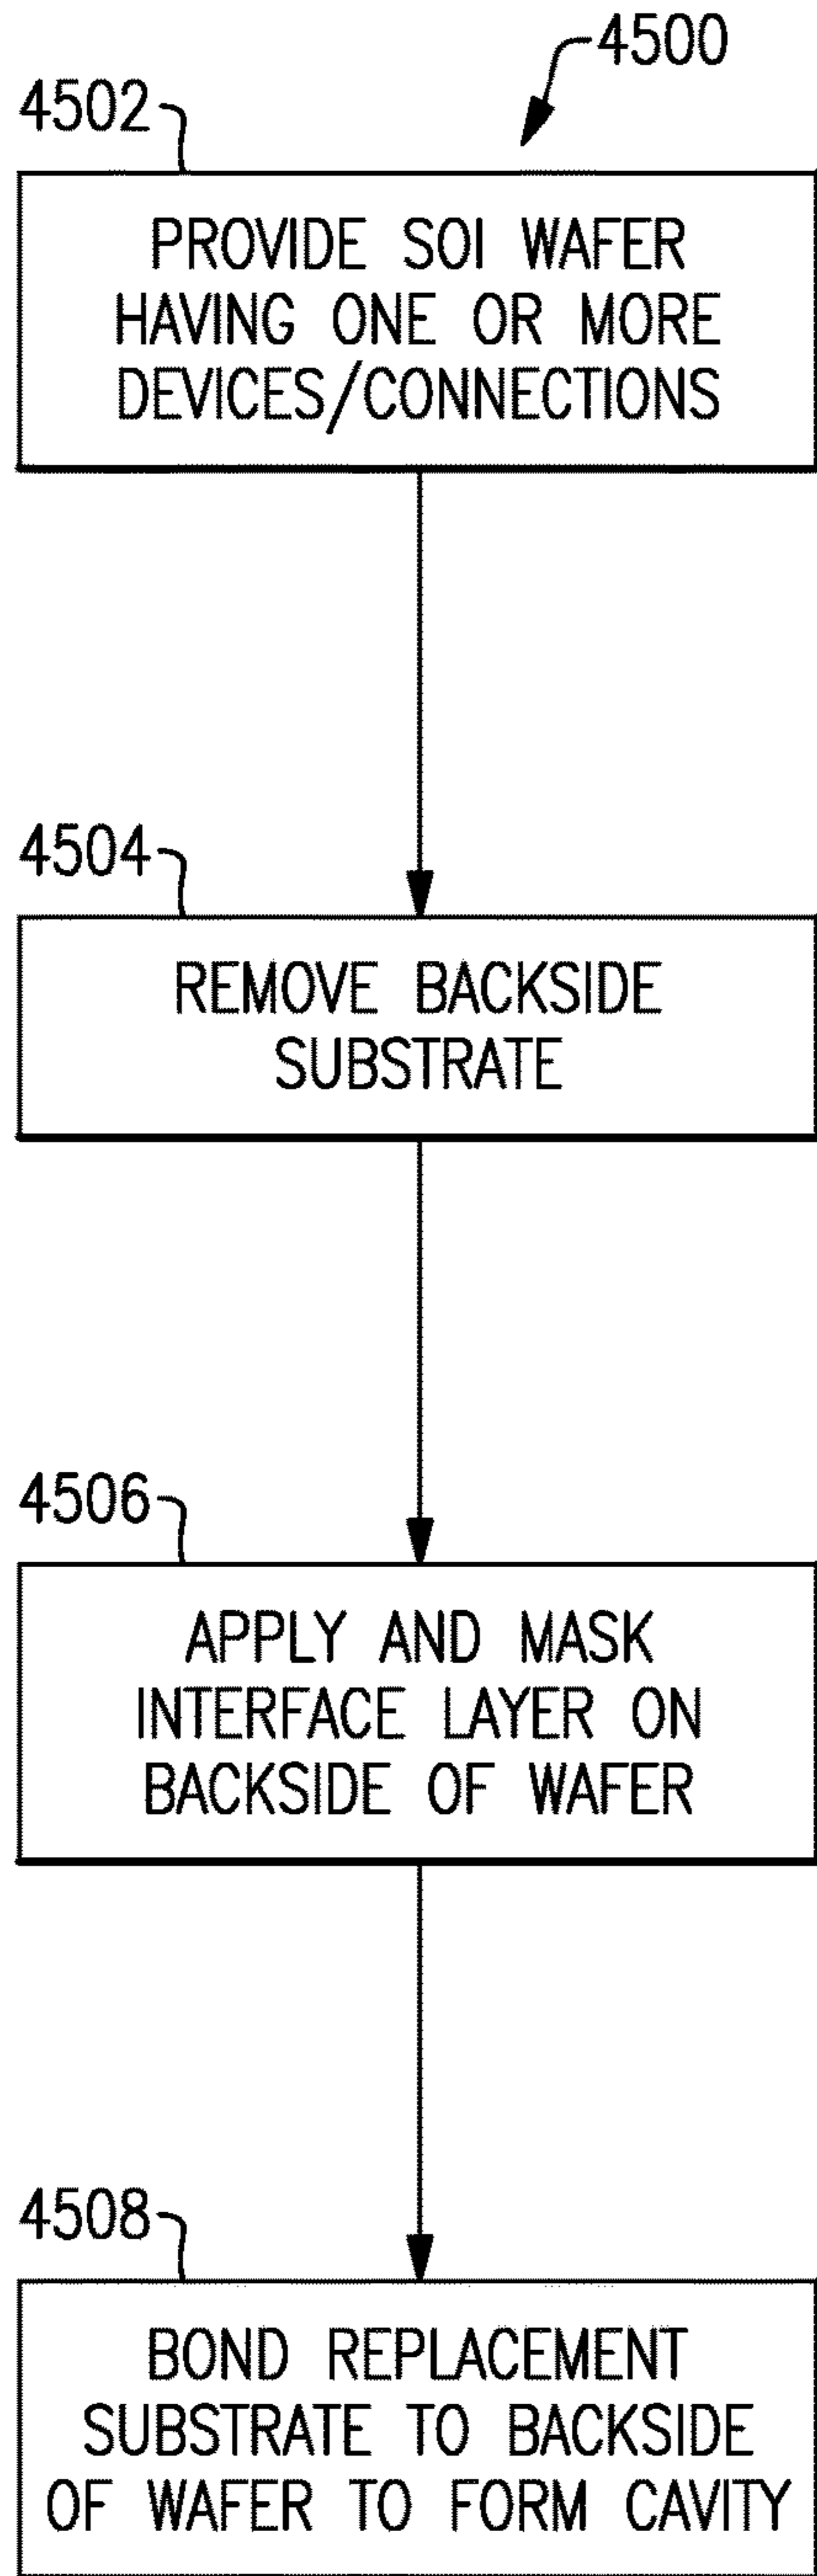 4500
4502
PROVIDE SOI WAFER
HAVING ONE OR MORE
DEVICES/CONNECTIONS
4504
REMOVE BACKSIDE
SUBSTRATE
4506
APPLY AND MASK
INTERFACE LAYER ON
BACKSIDE OF WAFER
4508
BOND REPLACEMENT
SUBSTRATE TO BACKSIDE
OF WAFER TO FORM CAVITY